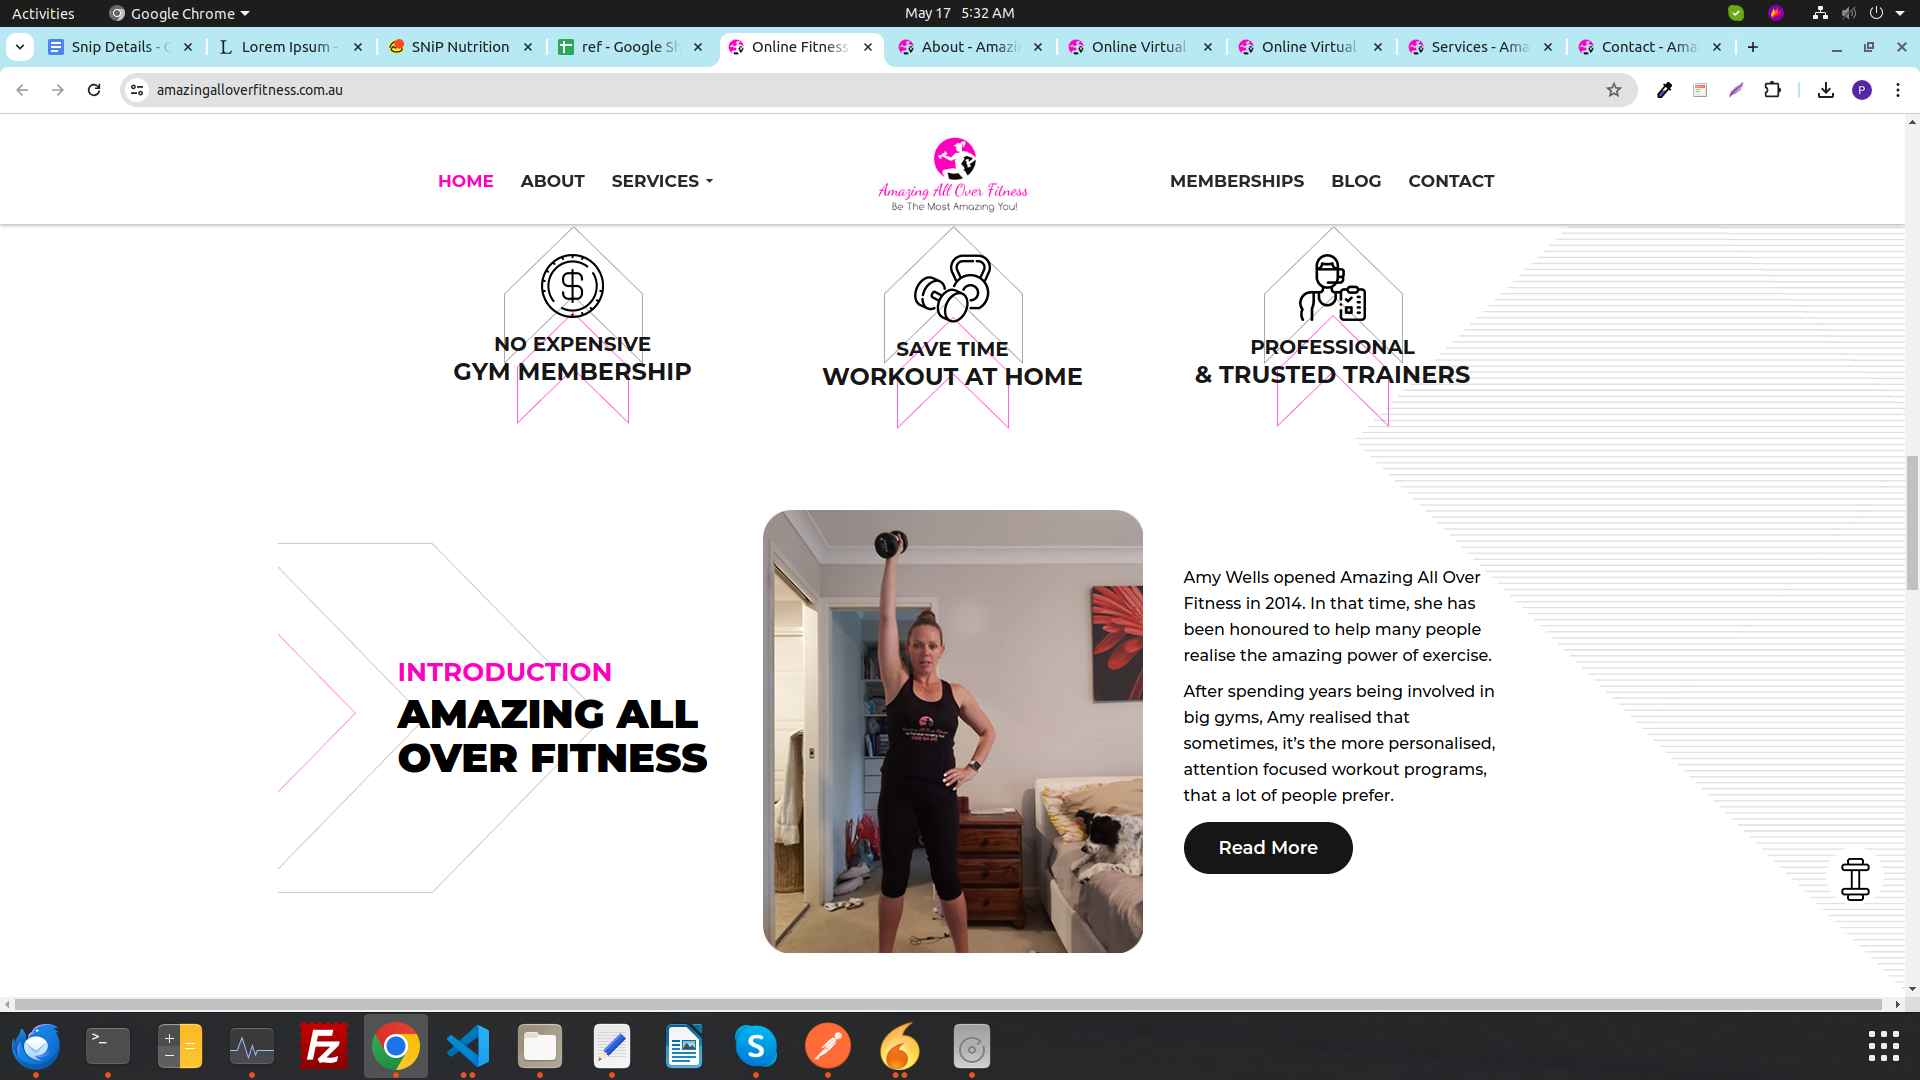 Activities
Google Chrome
May 17 5:32 AM
Snip Details - G
Lorem Ipsum -
SNiP Nutrition
ref - Google Sh
Online Fitness
About - Amazi
Online Virtual
Online Virtual
Services - Ama
Contact - Ama
amazingalloverfitness.com.au
P
HOME
ABOUT
SERVICES
Amazing All Over Fitness
Be The Most Amazing You!
MEMBERSHIPS
BLOG
CONTACT
NO EXPENSIVE
GYM MEMBERSHIP
SAVE TIME
WORKOUT AT HOME
PROFESSIONAL
& TRUSTED TRAINERS
INTRODUCTION
AMAZING ALL
OVER FITNESS
Amy Wells opened Amazing All Over
Fitness in 2014. In that time, she has
been honoured to help many people
realise the amazing power of exercise.
After spending years being involved in
big gyms, Amy realised that
sometimes, it’s the more personalised,
attention focused workout programs,
that a lot of people prefer.
Read More